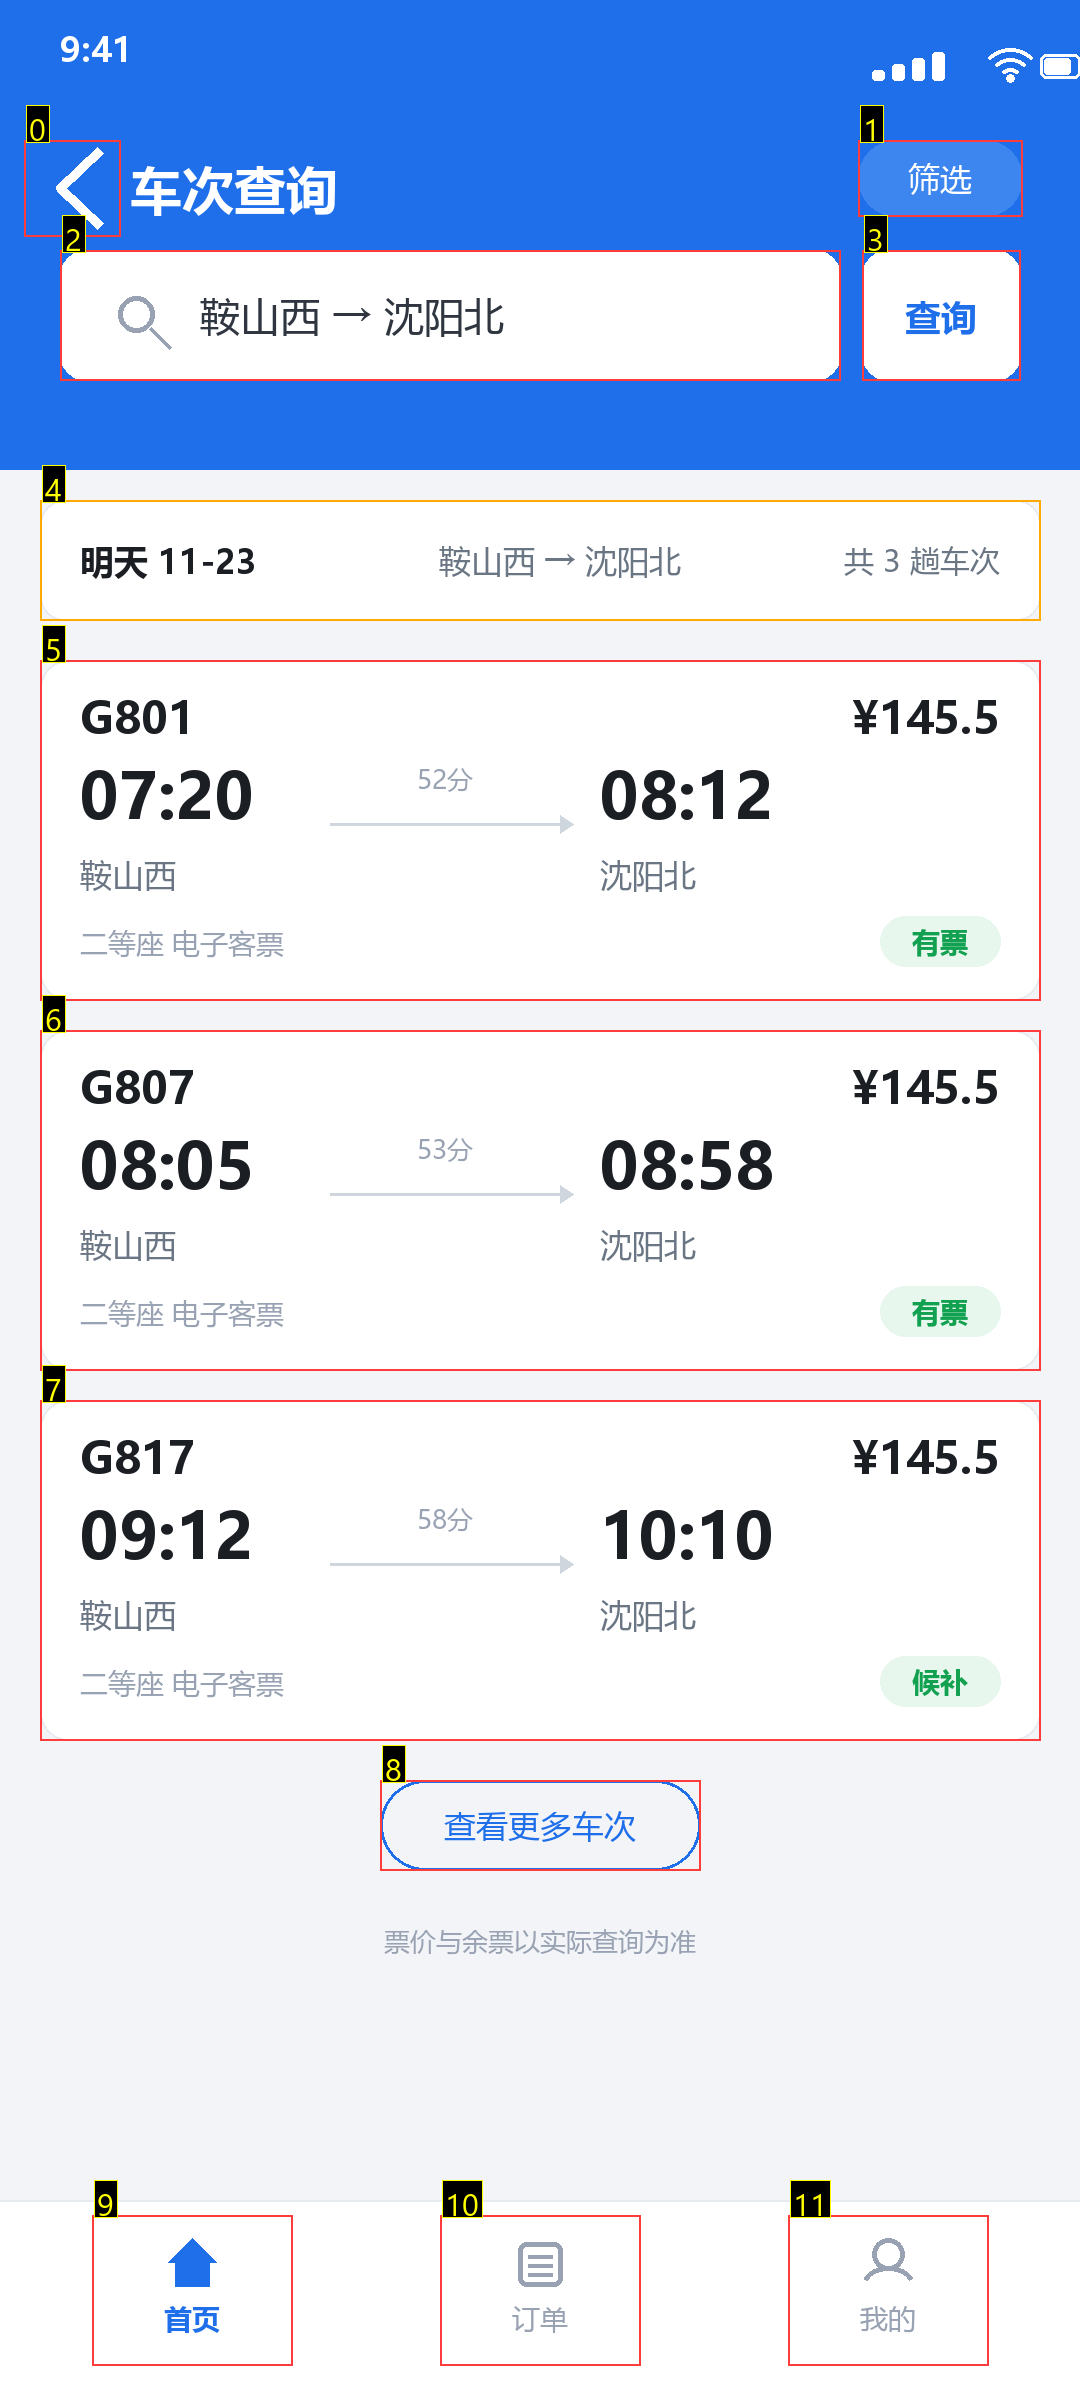 9:41
0
1
车次查询
筛选
2
3
鞍山西 → 沈阳北
查询
4
明天 11-23
鞍山西 → 沈阳北
共 3 趟车次
5
G801
¥145.5
07:20
52分
08:12
鞍山西
沈阳北
二等座 电子客票
有票
6
G807
¥145.5
08:05
53分
08:58
鞍山西
沈阳北
二等座 电子客票
有票
7
G817
¥145.5
09:12
58分
10:10
鞍山西
沈阳北
二等座 电子客票
候补
8
查看更多车次
票价与余票以实际查询为准
9
10
11
首页
订单
我的